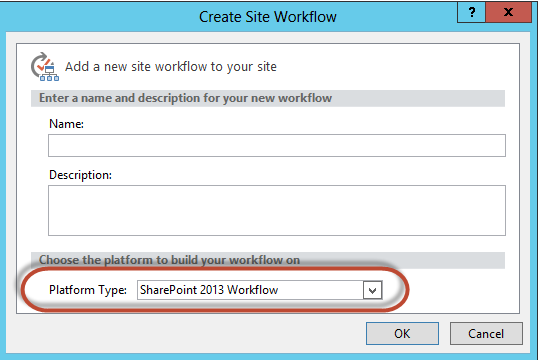 Create Site Workflow
?
x
Add a new site workflow to your site
Enter a name and description for your new workflow
Name:
Description:
Choose the platform to build your workflow on
Platform Type: SharePoint 2013 Workflow
OK Cancel